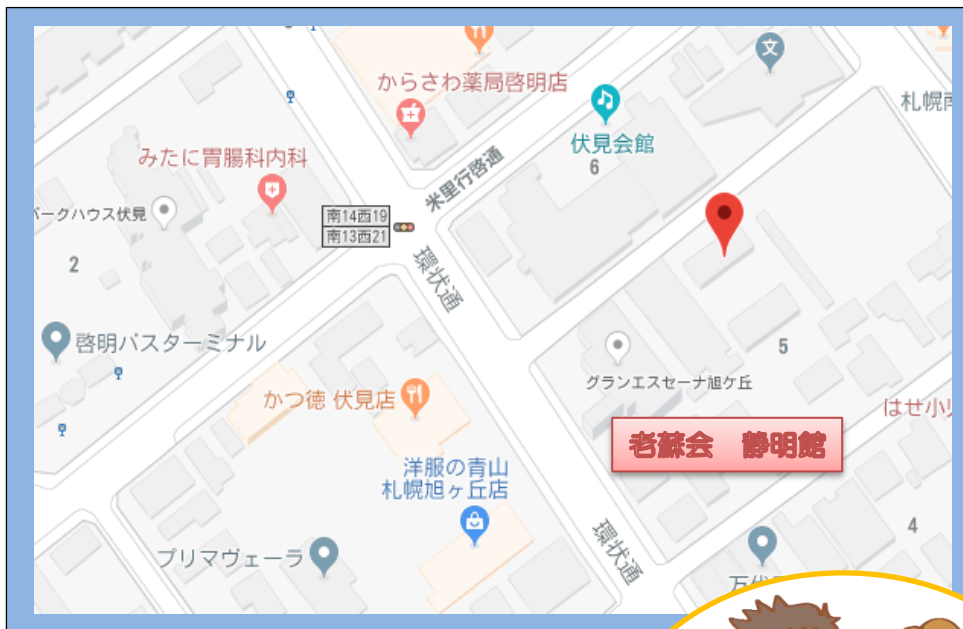 からさわ薬局啓明店
札幌南
伏見会館
6
米里行啓通
みたに胃腸科内科
パークハウス伏見
南14西19
南13西21
2
環状通
啓明バスターミナル
5
グランエスセーナ旭ケ丘
かつ徳 伏見店
はせ小児
老蘇会 静明館
洋服の青山
札幌旭ヶ丘店
4
環状通
プリマヴェーラ
万代
文